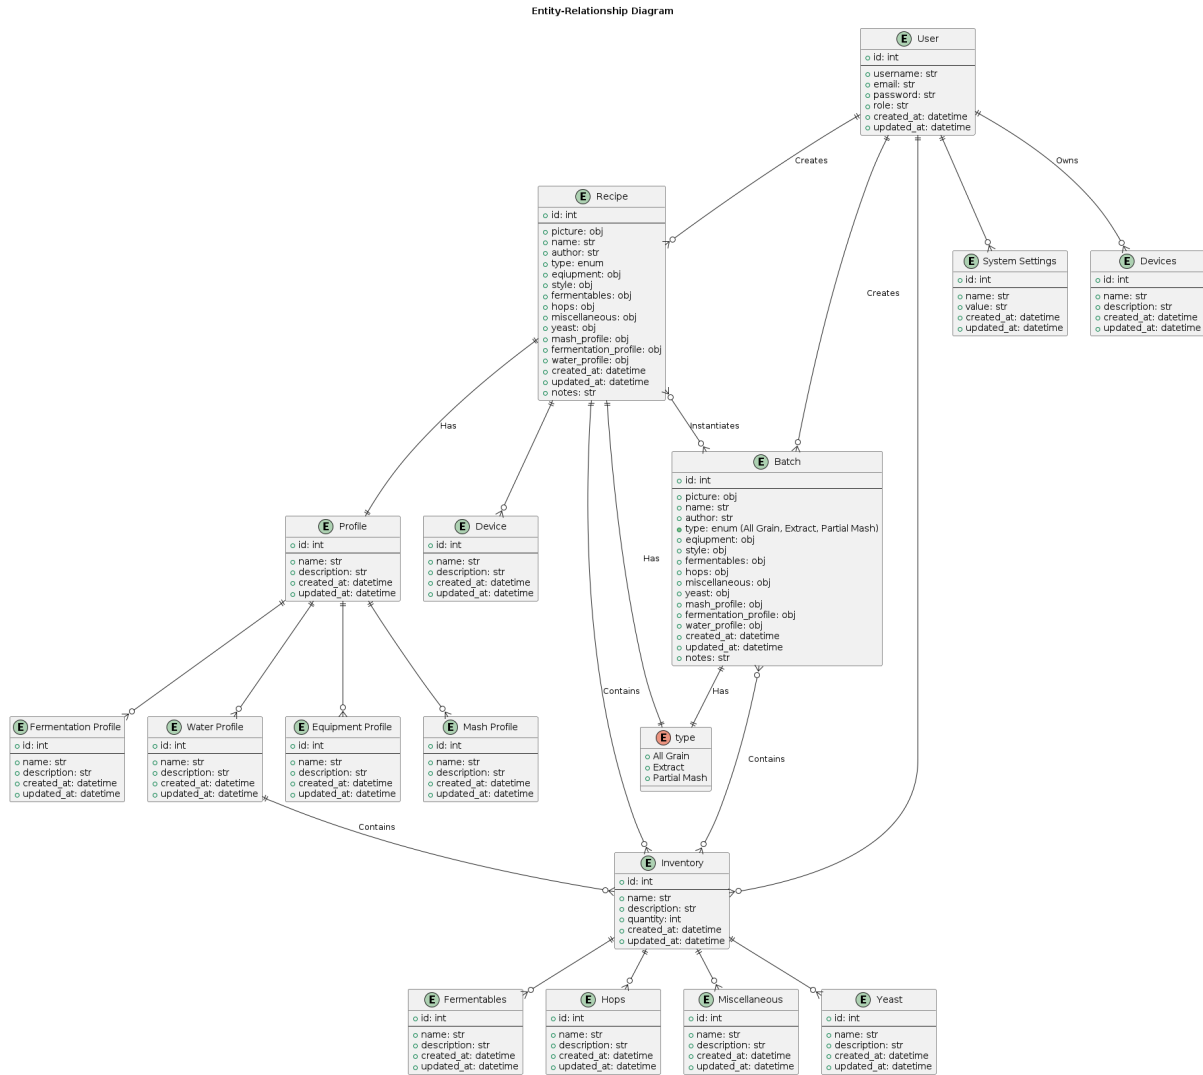 Entity-Relationship Diagram
E User
id: int
username: str
email: str
password: str
role: str
created_at: datetime
updated_at: datetime
Creates
Owns
E Recipe
id: int
picture: obj
name: str
author: str
type: enum
eqiupment: obj
style: obj
fermentables: obj
hops: obj
miscellaneous: obj
yeast: obj
mash_profile: obj
fermentation_profile: obj
water_profile: obj
created_at: datetime
updated_at: datetime
notes: str
Creates
E System Settings
id: int
name: str
value: str
created_at: datetime
updated_at: datetime
E Devices
id: int
name: str
description: str
created_at: datetime
updated_at: datetime
Has
Instantiates
E Batch
id: int
picture: obj
name: str
author: str
type: enum (All Grain, Extract, Partial Mash)
eqiupment: obj
style: obj
fermentables: obj
hops: obj
miscellaneous: obj
yeast: obj
mash_profile: obj
fermentation_profile: obj
water_profile: obj
created_at: datetime
updated_at: datetime
notes: str
E Profile
id: int
name: str
description: str
created_at: datetime
updated_at: datetime
E Device
id: int
name: str
description: str
created_at: datetime
updated_at: datetime
Has
Contains
Has
E Fermentation Profile
id: int
name: str
description: str
created_at: datetime
updated_at: datetime
E Water Profile
id: int
name: str
description: str
created_at: datetime
updated_at: datetime
E Equipment Profile
id: int
name: str
description: str
created_at: datetime
updated_at: datetime
E Mash Profile
id: int
name: str
description: str
created_at: datetime
updated_at: datetime
E type
All Grain
Extract
Partial Mash
Contains
Contains
E Inventory
id: int
name: str
description: str
quantity: int
created_at: datetime
updated_at: datetime
E Fermentables
id: int
name: str
description: str
created_at: datetime
updated_at: datetime
E Hops
id: int
name: str
description: str
created_at: datetime
updated_at: datetime
E Miscellaneous
id: int
name: str
description: str
created_at: datetime
updated_at: datetime
E Yeast
id: int
name: str
description: str
created_at: datetime
updated_at: datetime